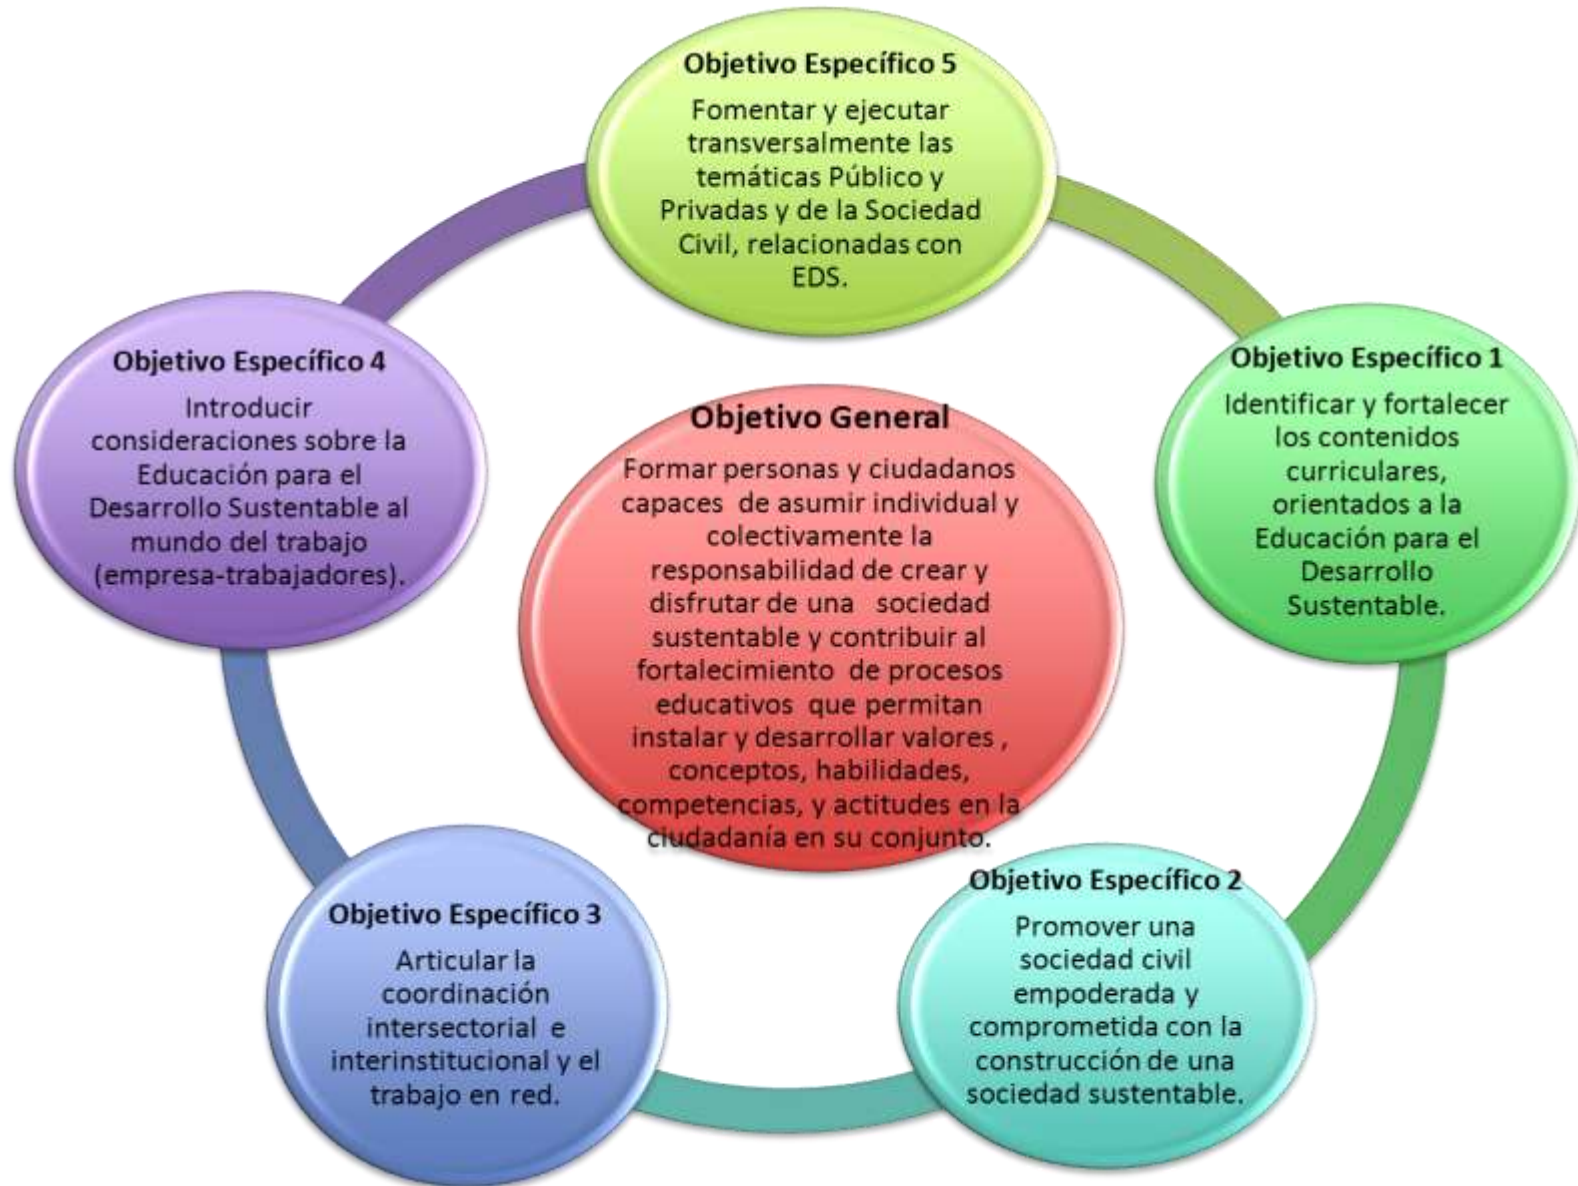 Objetivo Específico 5
Fomentar y ejecutar
transversalmente las
temáticas Público y
Privadas y de la Sociedad
Civil, relacionadas con
EDS.
Objetivo Específico 4
Introducir
consideraciones sobre la
Educación para el
Desarrollo Sustentable al
mundo del trabajo
(empresa-trabajadores).
Objetivo General
Formar personas y ciudadanos
capaces de asumir individual y
colectivamente la
responsabilidad de crear y
disfrutar de una sociedad
sustentable y contribuir al
fortalecimiento de procesos
educativos que permitan
instalar y desarrollar valores ,
conceptos, habilidades,
competencias, y actitudes en la
ciudadanía en su conjunto.
Objetivo Específico 1
Identificar y fortalecer
los contenidos
curriculares,
orientados a la
Educación para el
Desarrollo
Sustentable.
Objetivo Específico 3
Articular la
coordinación
intersectorial e
interinstitucional y el
trabajo en red.
Objetivo Específico 2
Promover una
sociedad civil
empoderada y
comprometida con la
construcción de una
sociedad sustentable.